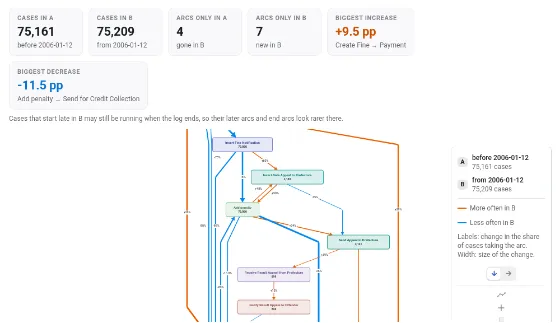 CASES IN A
75,161
before 2006-01-12
CASES IN B
75,209
from 2006-01-12
ARCS ONLY IN A
4
gone in B
ARCS ONLY IN B
7
new in B
BIGGEST INCREASE
+9.5 pp
Create Fine → Payment
BIGGEST DECREASE
-11.5 pp
Add penalty → Send for Credit Collection
Cases that start late in B may still be running when the log ends, so their later arcs and end arcs look rarer there.
Insert Fine Notification
Add penalty
Send Appeal to Prefecture
A
before 2006-01-12
75,161 cases
B
from 2006-01-12
75,209 cases
More often in B
Less often in B
Labels: change in the share
of cases taking the arc.
Width: size of the change.